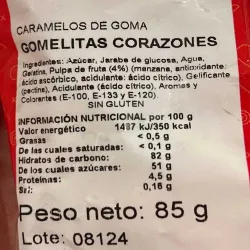 CARAMELOS DE GOMA
GOMELITAS CORAZONES
Ingredientes: Azúcar, Jarabe de glucosa, Agua,
Gelatina, Pulpa de fruta (4%) (manzana, antioxidante:
ácido ascórbico, acidulante: ácido cítrico), Gelificante
(pectina), Acidulante (ácido cítrico), Aromas y
Colorantes (E-100, E-133 y E-120).
SIN GLUTEN
INFORMACIÓN NUTRICIONAL por 100 g
Valor energético 1487 kJ/350 kcal
Grasas: < 0,5 g
De las cuales saturadas: < 0,1 g
Hidratos de carbono: 82 g
De los cuales azúcares: 51 g
Proteínas: 4,5 g
Sal: 0,16 g
Peso neto: 85 g
Lote: 08124